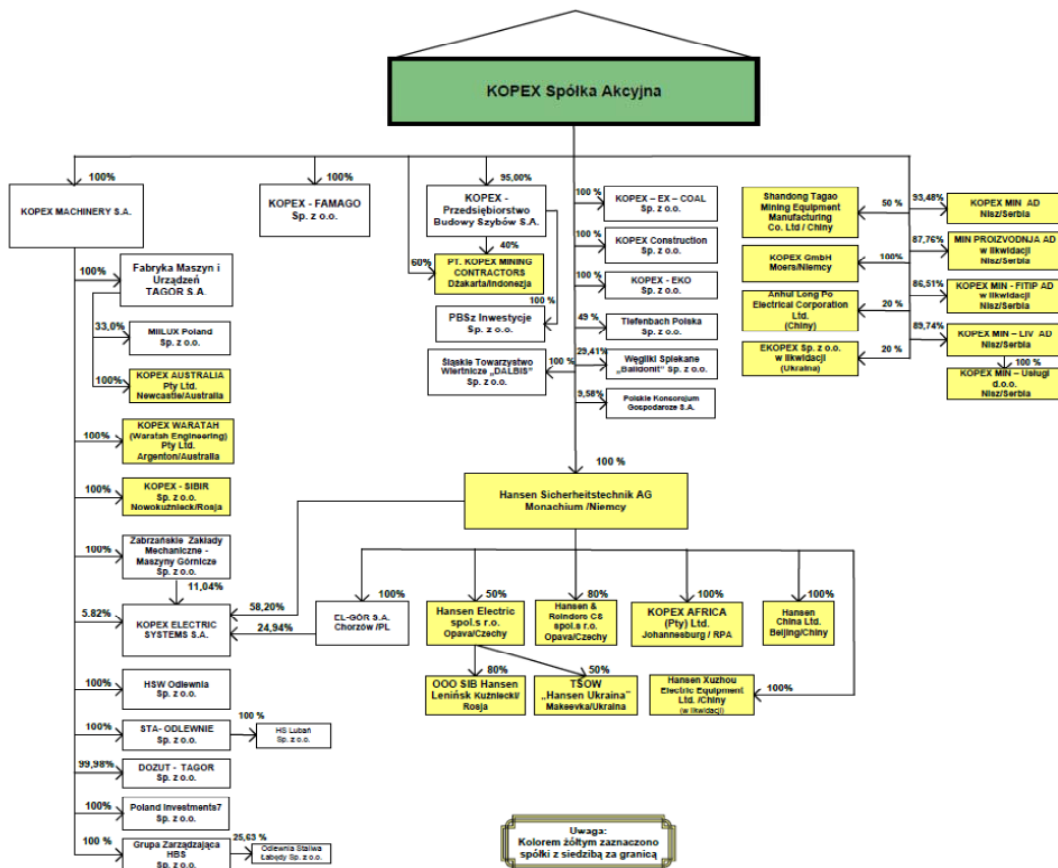 KOPEX Spółka Akcyjna
100%
KOPEX MACHINERY S.A.
100%
KOPEX - FAMAGO
Sp. z o.o.
95,00%
KOPEX -
Przedsiębiorstwo
Budowy Szybów S.A.
40%
60%
PT. KOPEX MINING
CONTRACTORS
Dżakarta/Indonezja
100 %
PBSz Inwestycje
Sp. z o.o.
Śląskie Towarzystwo
Wiertnicze „DALBIS"
Sp. z o.o.
100 %
100 %
KOPEX – EX – COAL
Sp. z o.o.
100 %
KOPEX Construction
Sp. z o.o.
100 %
KOPEX - EKO
Sp. z o.o.
49 %
Tiefenbach Polska
Sp. z o.o.
29,41%
Węgliki Spiekane
„Baildonit" Sp. z o.o.
9,58%
Polskie Konsorcjum
Gospodarcze S.A.
Shandong Tagao
Mining Equipment
Manufacturing
Co. Ltd / Chiny
50 %
KOPEX GmbH
Moers/Niemcy
100%
Anhui Long Po
Electrical Corporation
Ltd.
(Chiny)
20 %
EKOPEX Sp. z o.o.
w likwidacji
(Ukraina)
20 %
93,48%
KOPEX MIN AD
Nisz/Serbia
87,76%
MIN PROIZVODNJA AD
w likwidacji
Nisz/Serbia
86,51%
KOPEX MIN - FITIP AD
w likwidacji
Nisz/Serbia
89,74%
KOPEX MIN – LIV AD
Nisz/Serbia
100 %
KOPEX MIN – Usługi
d.o.o.
Nisz/Serbia
100%
Fabryka Maszyn i
Urządzeń
TAGOR S.A.
33,0%
MIILUX Poland
Sp. z o.o.
100%
KOPEX AUSTRALIA
Pty Ltd.
Newcastle/Australia
100%
KOPEX WARATAH
(Waratah Engineering)
Pty Ltd.
Argenton/Australia
100%
KOPEX - SIBIR
Sp. z o.o.
Nowokuźnieck/Rosja
100%
Zabrzańskie Zakłady
Mechaniczne -
Maszyny Górnicze
Sp. z o.o.
11,04%
5.82%
KOPEX ELECTRIC
SYSTEMS S.A.
58,20%
24,94%
100%
HSW Odlewnia
Sp. z o.o.
100%
STA- ODLEWNIE
Sp. z o.o.
100 %
HS Lubań
Sp. z o.o.
99,98%
DOZUT - TAGOR
Sp. z o.o.
100%
Poland Investments7
Sp. z o.o.
100 %
Grupa Zarządzająca
HBS
Sp. z o.o.
25,63 %
Odlewnia Staliwa
Łabędy Sp. z o.o.
100 %
Hansen Sicherheitstechnik AG
Monachium /Niemcy
100%
EL-GÓR S.A.
Chorzów /PL
50%
Hansen Electric
spol.s r.o.
Opava/Czechy
80%
Hansen &
Reinders CS
spol.s r.o.
Opava/Czechy
100%
KOPEX AFRICA
(Pty) Ltd.
Johannesburg / RPA
100%
Hansen
China Ltd.
Beijing/Chiny
80%
OOO SIB Hansen
Lenińsk Kuźniecki/
Rosja
50%
TSOW
„Hansen Ukraina"
Makeevka/Ukraina
Hansen Xuzhou
Electric Equipment
Ltd. /Chiny
(w likwidacji)
100%
Uwaga:
Kolorem żółtym zaznaczono
spółki z siedzibą za granicą